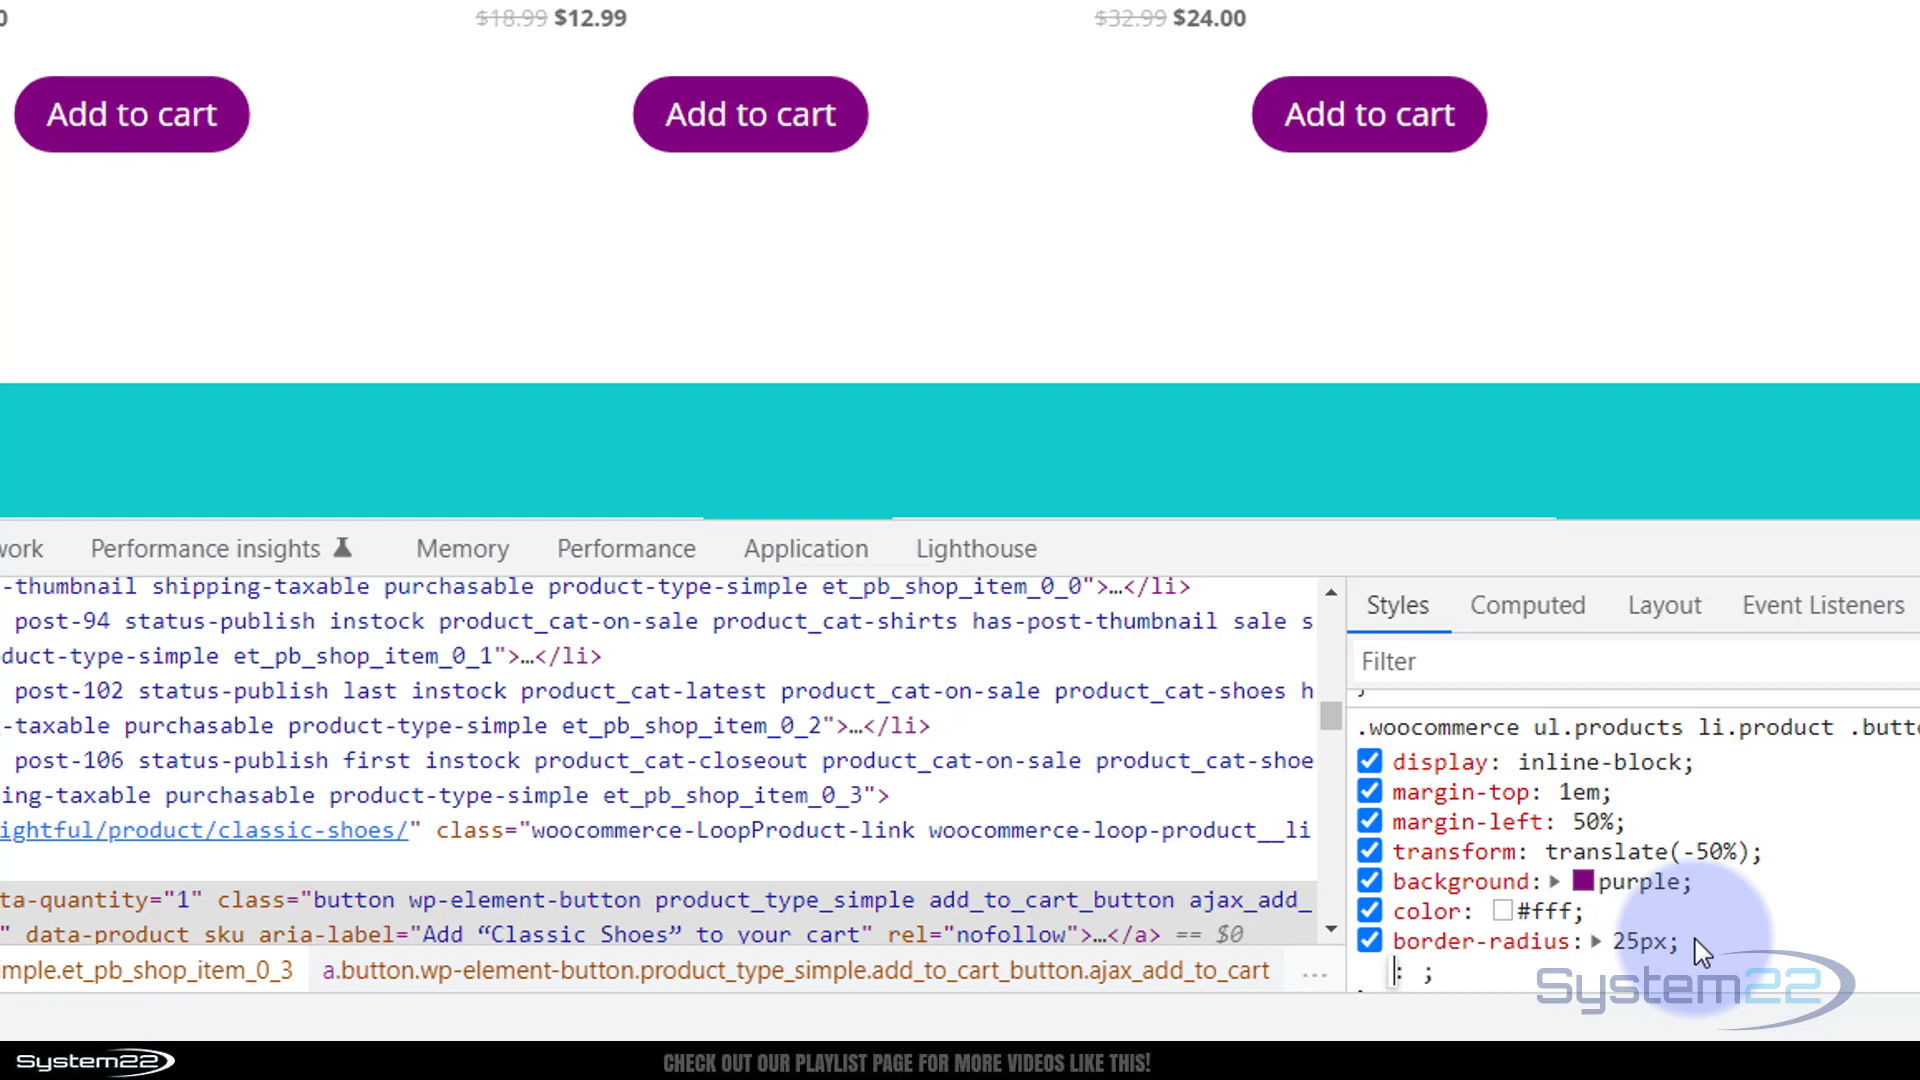 0
$18.99 $12.99
$32.99 $24.00
Add to cart
Add to cart
Add to cart
work
Performance insights
Memory
Performance
Application
Lighthouse
-thumbnail shipping-taxable purchasable product-type-simple et_pb_shop_item_0_0">…</li>
post-94 status-publish instock product_cat-on-sale product_cat-shirts has-post-thumbnail sale s
duct-type-simple et_pb_shop_item_0_1">…</li>
post-102 status-publish last instock product_cat-latest product_cat-on-sale product_cat-shoes h
-taxable purchasable product-type-simple et_pb_shop_item_0_2">…</li>
post-106 status-publish first instock product_cat-closeout product_cat-on-sale product_cat-shoe
ing-taxable purchasable product-type-simple et_pb_shop_item_0_3">
ightful/product/classic-shoes/" class="woocommerce-LoopProduct-link woocommerce-loop-product__li
ta-quantity="1" class="button wp-element-button product_type_simple add_to_cart_button ajax_add_
" data-product_sku aria-label="Add “Classic Shoes” to your cart" rel="nofollow">…</a> == $0
imple.et_pb_shop_item_0_3
a.button.wp-element-button.product_type_simple.add_to_cart_button.ajax_add_to_cart
...
Styles
Computed
Layout
Event Listeners
Filter
}
.woocommerce ul.products li.product .butto
display: inline-block;
margin-top: 1em;
margin-left: 50%;
transform: translate(-50%);
background: purple;
color: #fff;
border-radius: 25px;
: ;
System22
System22
CHECK OUT OUR PLAYLIST PAGE FOR MORE VIDEOS LIKE THIS!